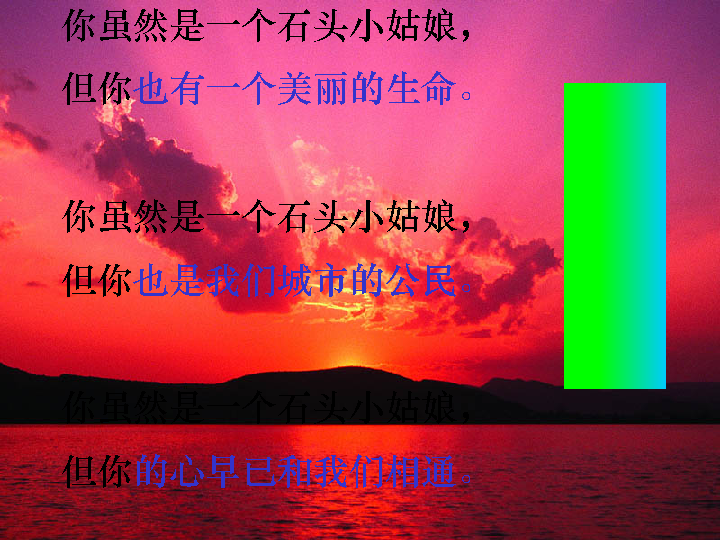 你虽然是一个石头小姑娘，
但你也有一个美丽的生命。
你虽然是一个石头小姑娘，
但你也是我们城市的公民。
你虽然是一个石头小姑娘，
但你的心早已和我们相通。